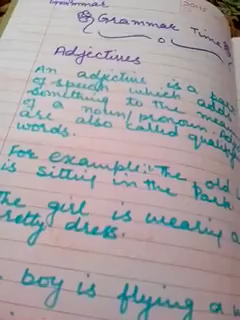 Grammar
Grammar Time
Adjectives
An adjective is a part
of speech which adds
something to the
of a noun/pronoun.
are also called
words.
For example: The old
is sitting in the park
The girl is wearing a
pretty dress.
boy is flying a